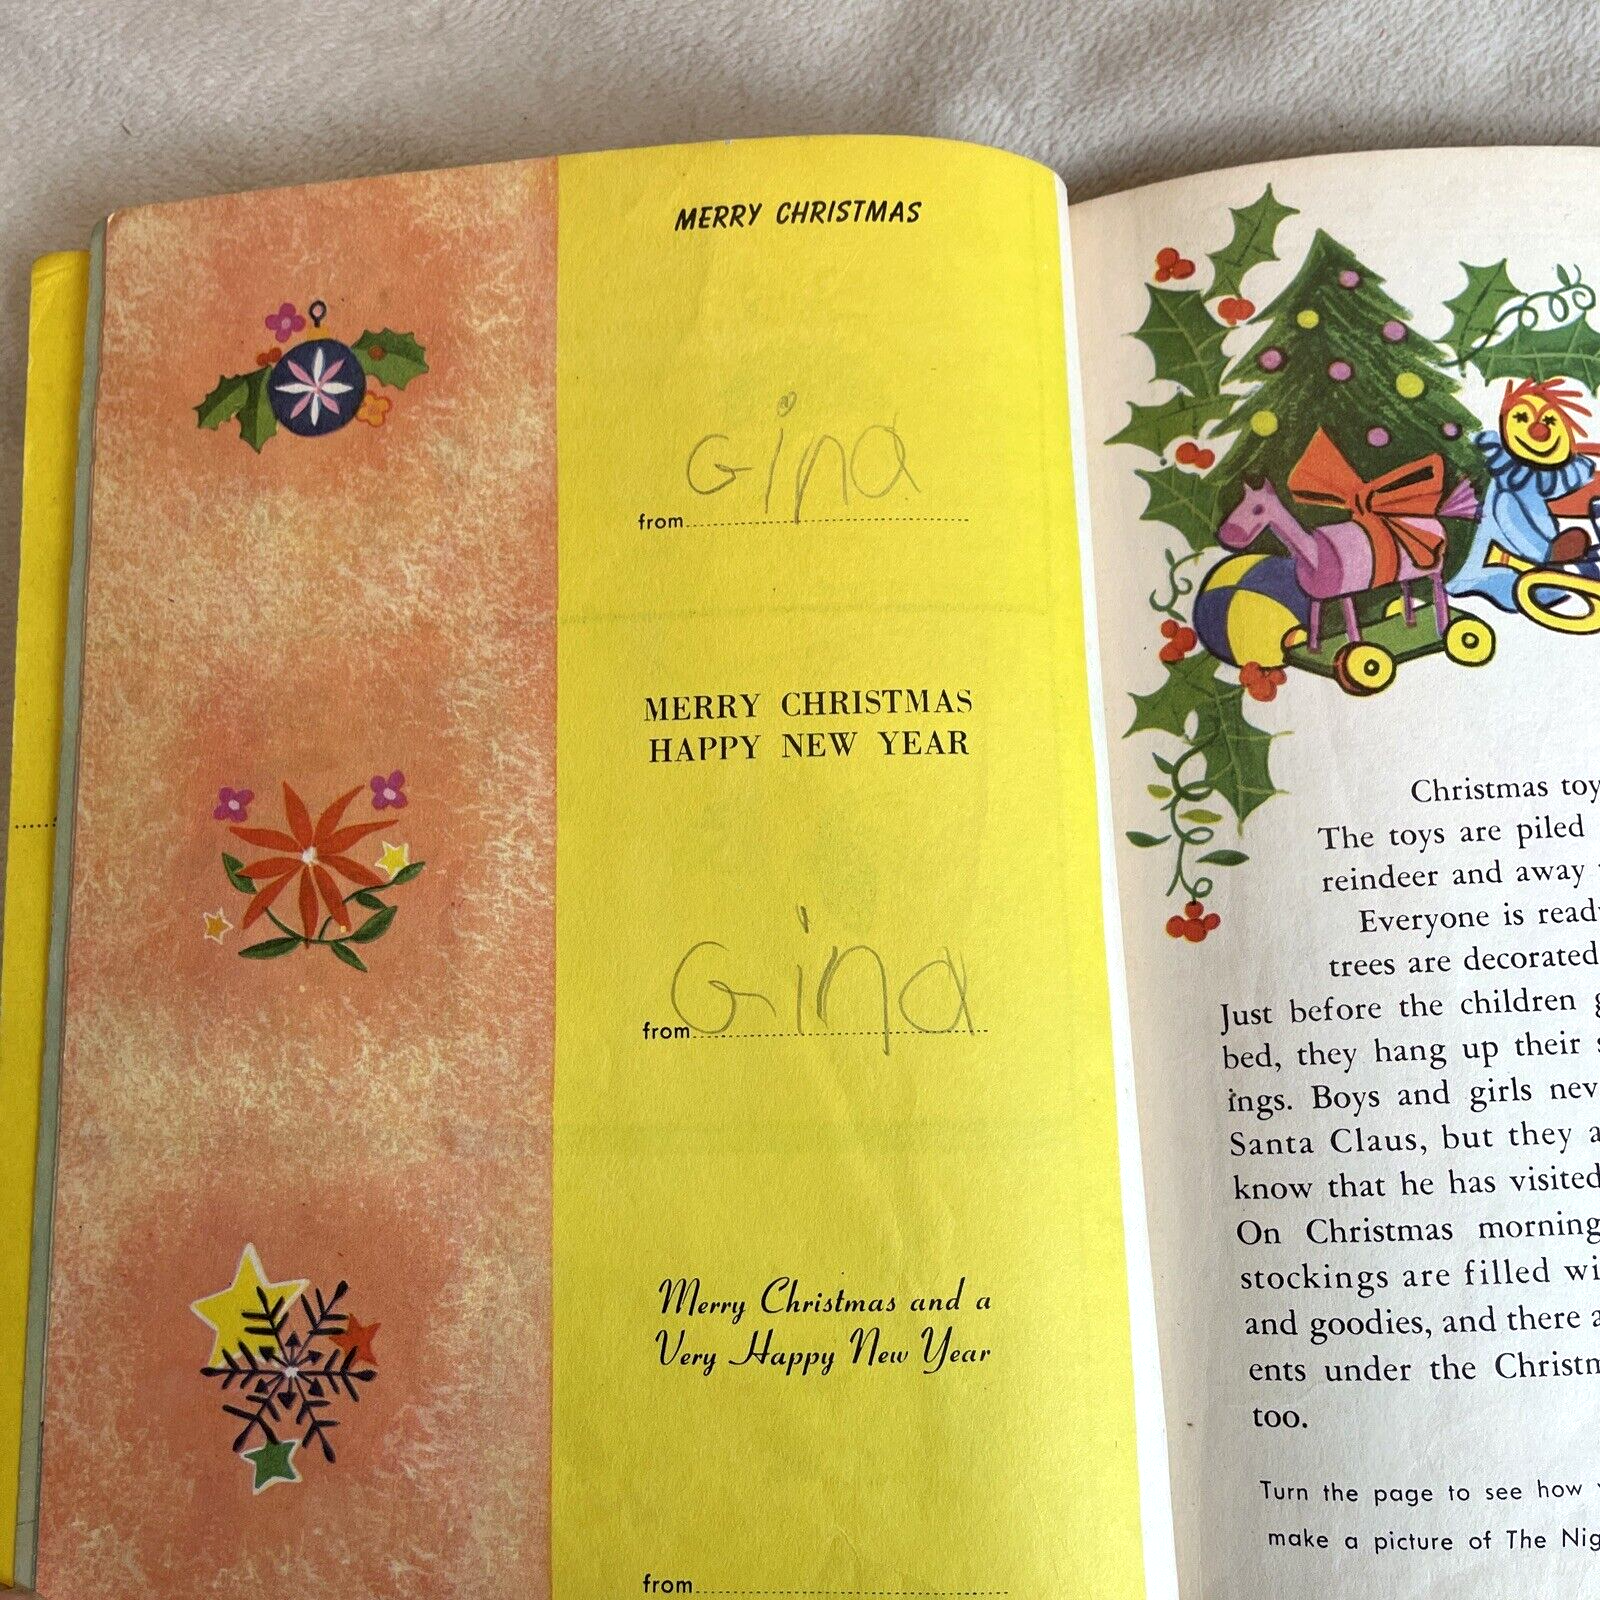 MERRY CHRISTMAS
Gina
from
MERRY CHRISTMAS
HAPPY NEW YEAR
Gina
from
Merry Christmas and a
Very Happy New Year
from
Christmas toy
The toys are piled
reindeer and away
Everyone is ready
trees are decorated
Just before the children g
bed, they hang up their s
ings. Boys and girls nev
Santa Claus, but they a
know that he has visited
On Christmas morning
stockings are filled wi
and goodies, and there a
ents under the Christm
too.
Turn the page to see how
make a picture of The Nig